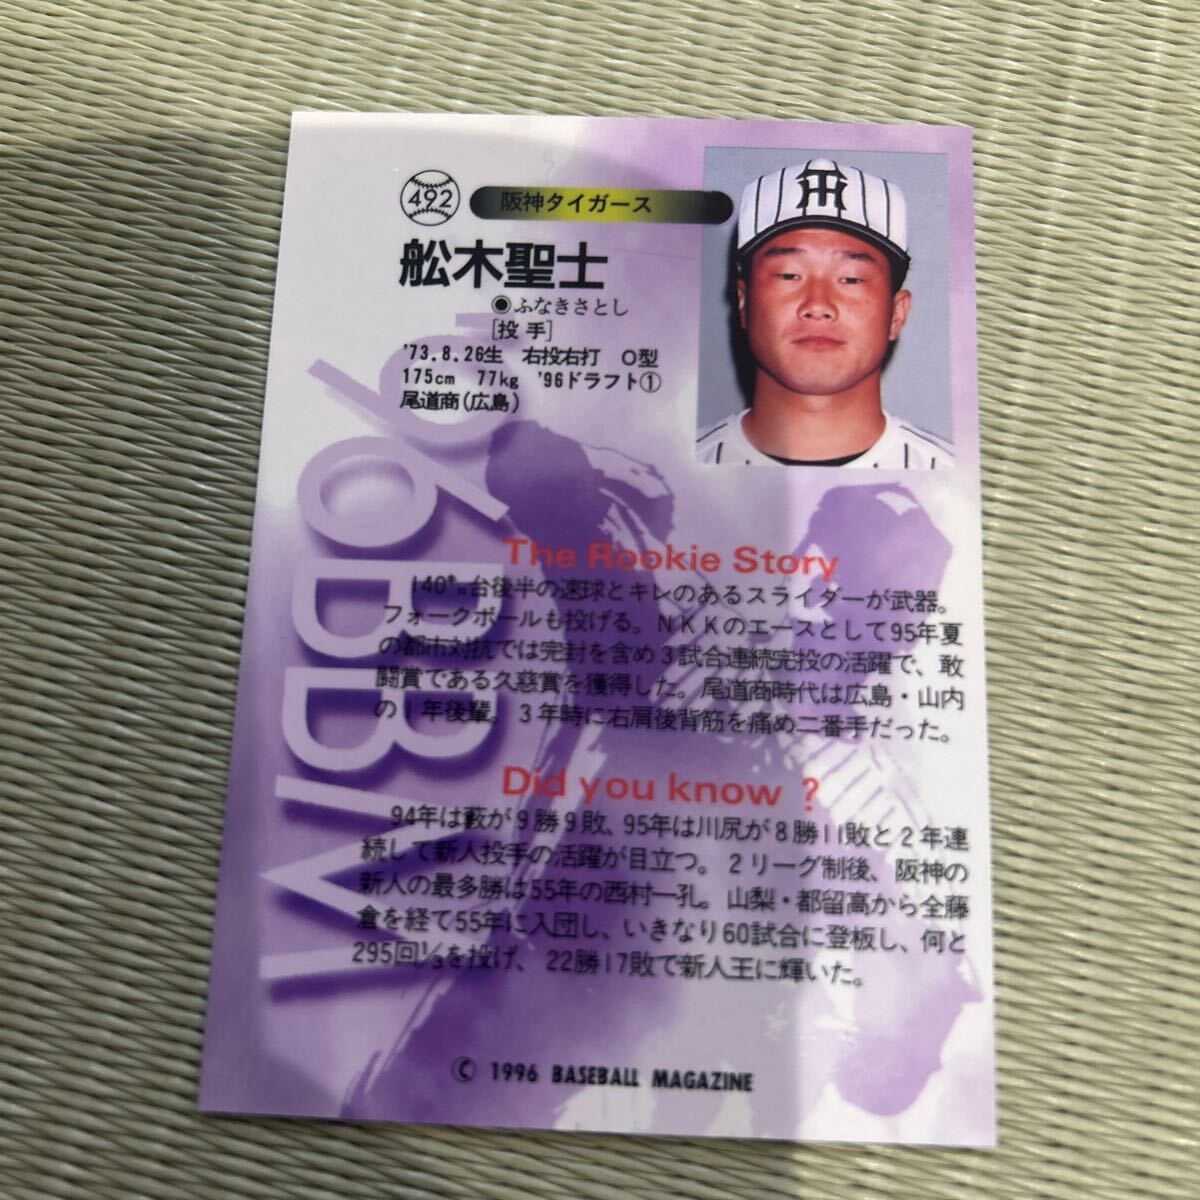 492
阪神タイガース
TH
舩木聖士
◉ふなきさとし
[投手]
'73.8.26生 右投右打 O型
175cm 77kg '96ドラフト①
尾道商(広島)
'96BBM
The Rookie Story
140㌔台後半の速球とキレのあるスライダーが武器。
フォークボールも投げる。NKKのエースとして95年夏
の都市対抗では完封を含め3試合連続完投の活躍で、敢
闘賞である久慈賞を獲得した。尾道商時代は広島・山内
の1年後輩。3年時に右肩後背筋を痛め二番手だった。
Did you know ?
94年は藪が9勝9敗、95年は川尻が8勝11敗と2年連
続して新人投手の活躍が目立つ。2リーグ制後、阪神の
新人の最多勝は55年の西村一孔。山梨・都留高から全藤
倉を経て55年に入団し、いきなり60試合に登板し、何と
295回⅓を投げ、22勝17敗で新人王に輝いた。
© 1996 BASEBALL MAGAZINE